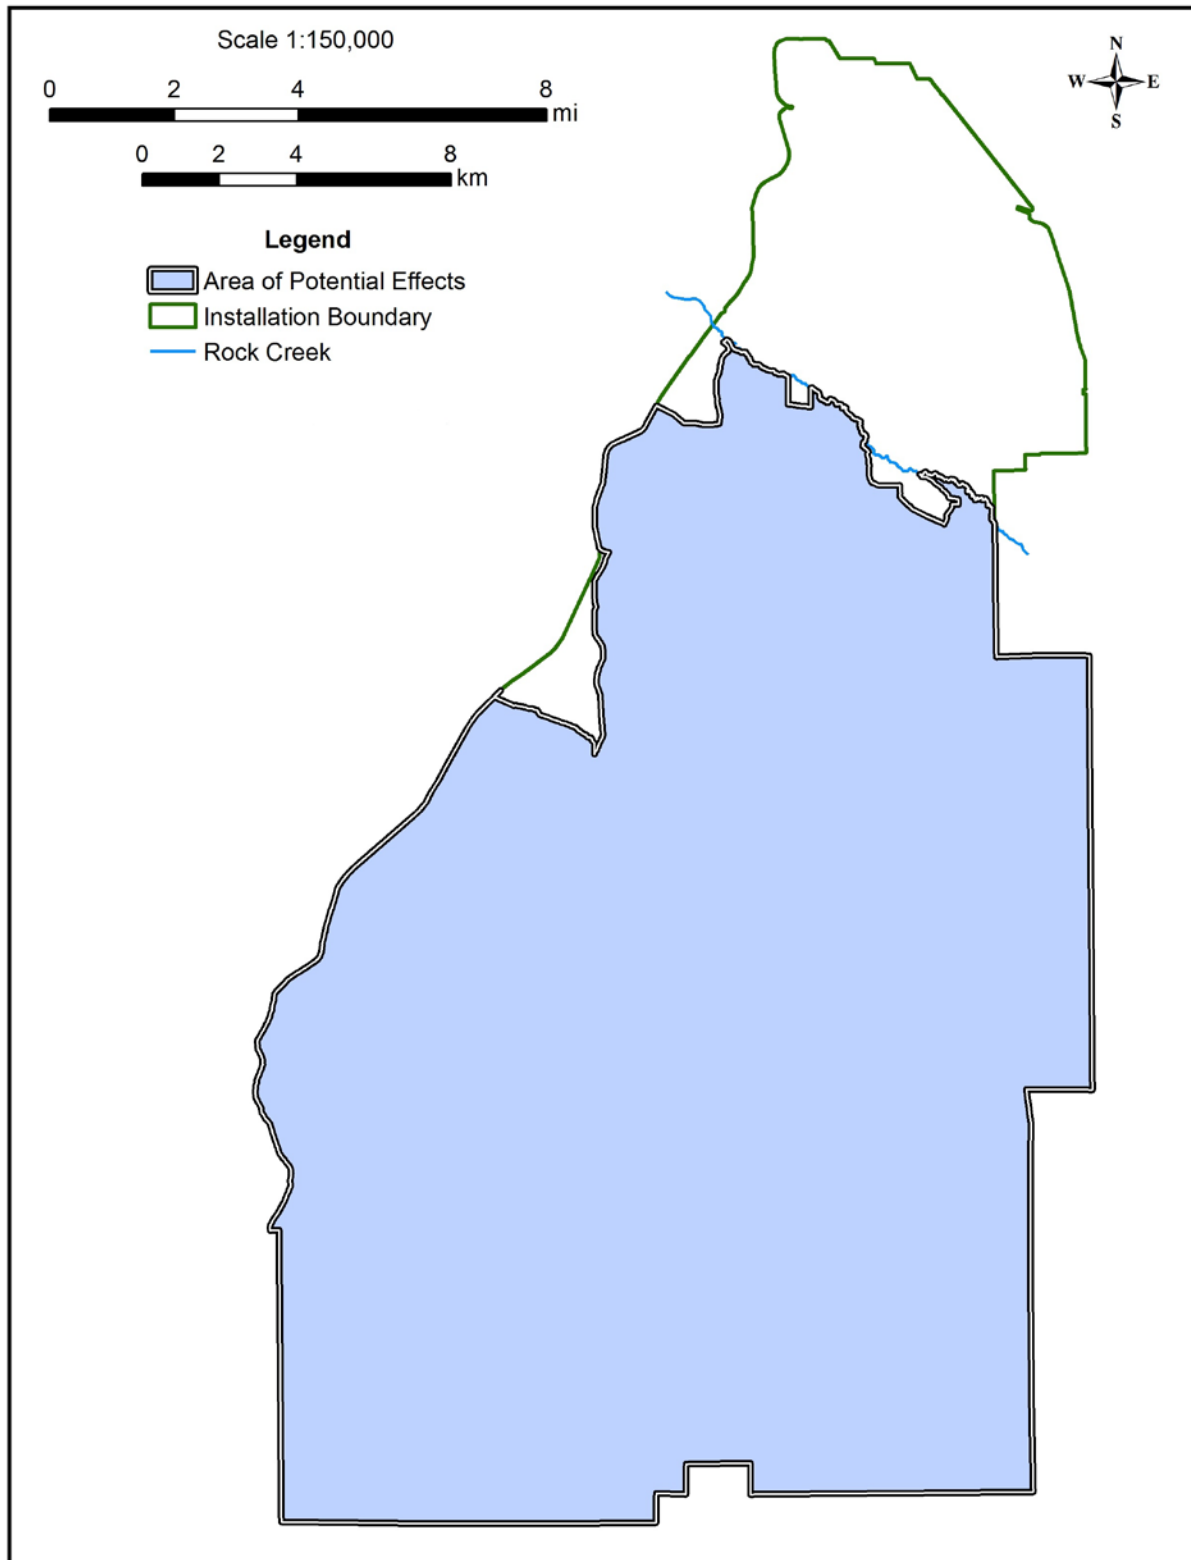 Scale 1:150,000
0 2 4 8 mi
0 2 4 8 km
Legend
Area of Potential Effects
Installation Boundary
Rock Creek
N
W E
S